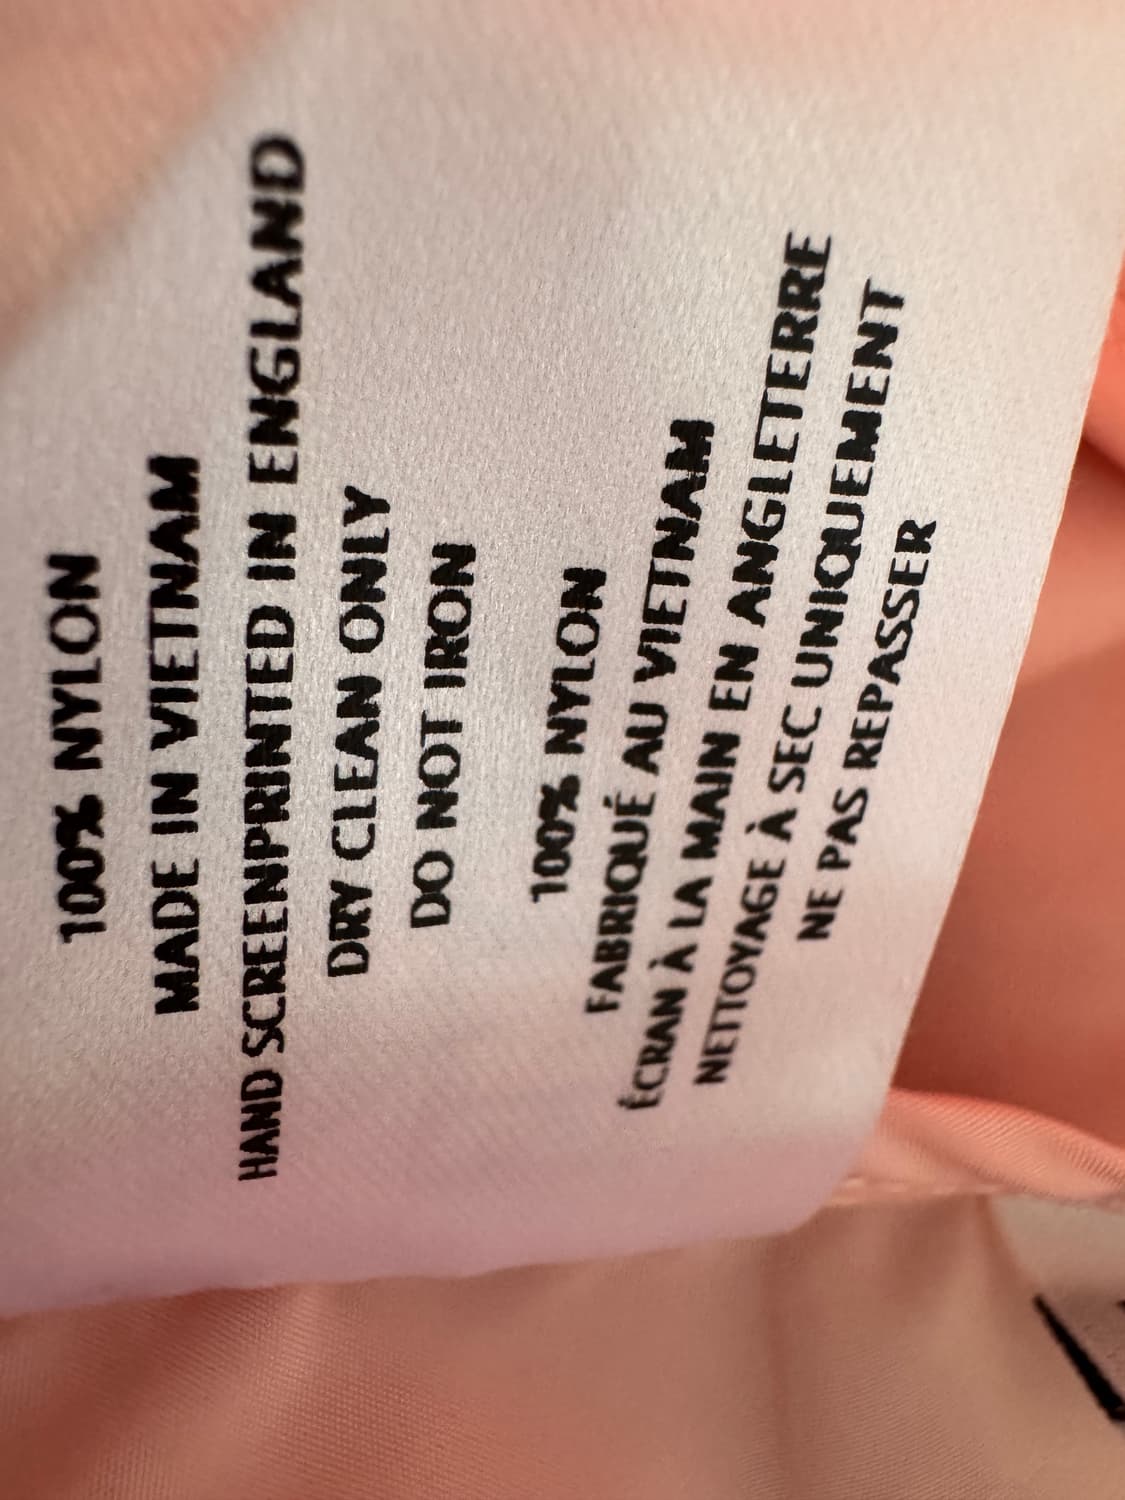 100% NYLON
MADE IN VIETNAM
HAND SCREENPRINTED IN ENGLAND
DRY CLEAN ONLY
DO NOT IRON
100% NYLON
FABRIQUÉ AU VIETNAM
ÉCRAN À LA MAIN EN ANGLETERRE
NETTOYAGE À SEC UNIQUEMENT
NE PAS REPASSER